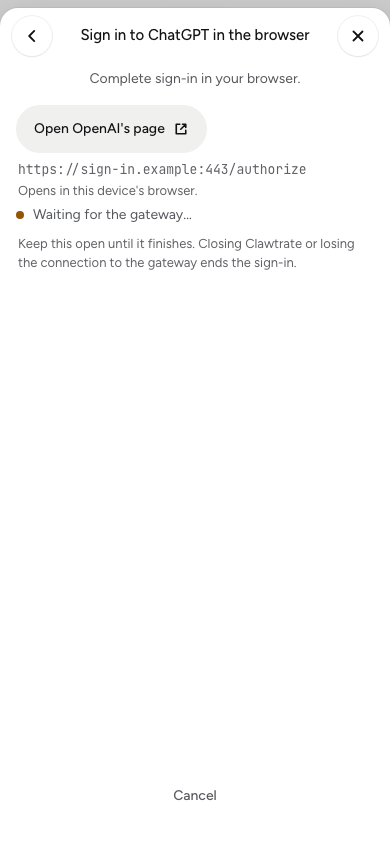 Sign in to ChatGPT in the browser
Complete sign-in in your browser.
Open OpenAI's page
https://sign-in.example:443/authorize
Opens in this device's browser.
Waiting for the gateway...
Keep this open until it finishes. Closing Clawtrate or losing
the connection to the gateway ends the sign-in.
Cancel